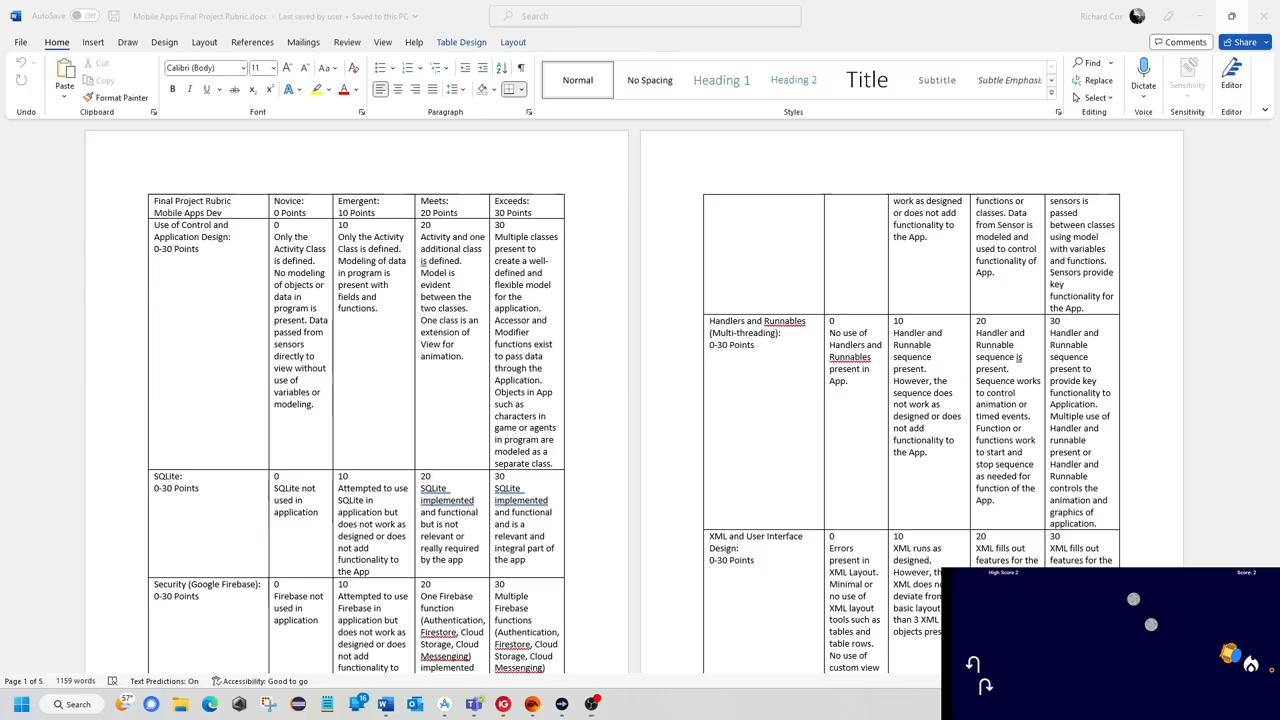 AutoSave Off Mobile Apps Final Project Rubric.docx - Last saved by user • Saved to this PC Search Richard Cox
File Home Insert Draw Design Layout References Mailings Review View Help Table Design Layout Comments Share
Paste Cut Copy Format Painter
Calibri (Body) 11
Normal No Spacing Heading 1 Heading 2 Title Subtitle Subtle Emphasi
Find Replace Select
Dictate Sensitivity Editor
Undo Clipboard Font Paragraph Styles Editing Voice Sensitivity Editor
Final Project Rubric
Mobile Apps Dev
Novice:
0 Points
Emergent:
10 Points
Meets:
20 Points
Exceeds:
30 Points
Use of Control and
Application Design:
0-30 Points
0
Only the
Activity Class
is defined.
No modeling
of objects or
data in
program is
present. Data
passed from
sensors
directly to
view without
use of
variables or
modeling.
10
Only the Activity
Class is defined.
Modeling of data
in program is
present with
fields and
functions.
20
Activity and one
additional class
is defined.
Model is
evident
between the
two classes.
One class is an
extension of
View for
animation.
30
Multiple classes
present to
create a well-
defined and
flexible model
for the
application.
Accessor and
Modifier
functions exist
to pass data
through the
Application.
Objects in App
such as
characters in
game or agents
in program are
modeled as a
separate class.
SQLite:
0-30 Points
0
SQLite not
used in
application
10
Attempted to use
SQLite in
application but
does not work as
designed or does
not add
functionality to
the App
20
SQLite
implemented
and functional
but is not
relevant or
really required
by the app
30
SQLite
implemented
and functional
and is a
relevant and
integral part of
the app
Security (Google Firebase):
0-30 Points
0
Firebase not
used in
application
10
Attempted to use
Firebase in
application but
does not work as
designed or does
not add
functionality to
20
One Firebase
function
(Authentication,
Firestore, Cloud
Storage, Cloud
Messenging)
implemented
30
Multiple
Firebase
functions
(Authentication,
Firestore, Cloud
Storage, Cloud
Messenging)
work as designed
or does not add
functionality to
the App.
functions or
classes. Data
from Sensor is
modeled and
used to control
functionality of
App.
sensors is
passed
between classes
using model
with variables
and functions.
Sensors provide
key
functionality for
the App.
Handlers and Runnables
(Multi-threading):
0-30 Points
0
No use of
Handlers and
Runnables
present in
App.
10
Handler and
Runnable
sequence
present.
However, the
sequence does
not work as
designed or does
not add
functionality to
the App.
20
Handler and
Runnable
sequence is
present.
Sequence works
to control
animation or
timed events.
Function or
functions work
to start and
stop sequence
as needed for
function of the
App.
30
Handler and
Runnable
sequence
present to
provide key
functionality to
Application.
Multiple use of
Handler and
runnable
present or
Handler and
Runnable
controls the
animation and
graphics of
application.
XML and User Interface
Design:
0-30 Points
0
Errors
present in
XML Layout.
Minimal or
no use of
XML layout
tools such as
tables and
table rows.
No use of
custom view
10
XML runs as
designed.
However, th
XML does n
deviate from
basic layout
than 3 XML
objects pres
20
XML fills out
features for the
30
XML fills out
features for the
High Score 2 Score: 2
Page 1 of 5 1159 words Text Predictions: On Accessibility: Good to go
57° Search 16